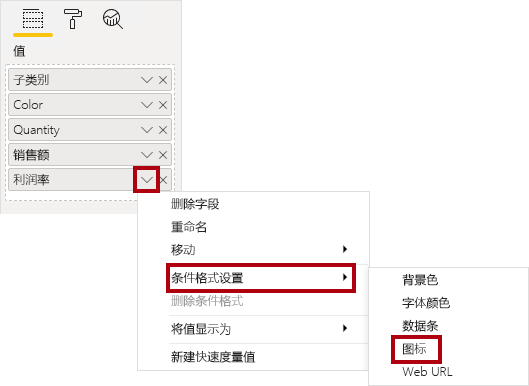 值
子类别
Color
Quantity
销售额
利润率
删除字段
重命名
移动
条件格式设置
删除条件格式
将值显示为
新建快速度量值
背景色
字体颜色
数据条
图标
Web URL